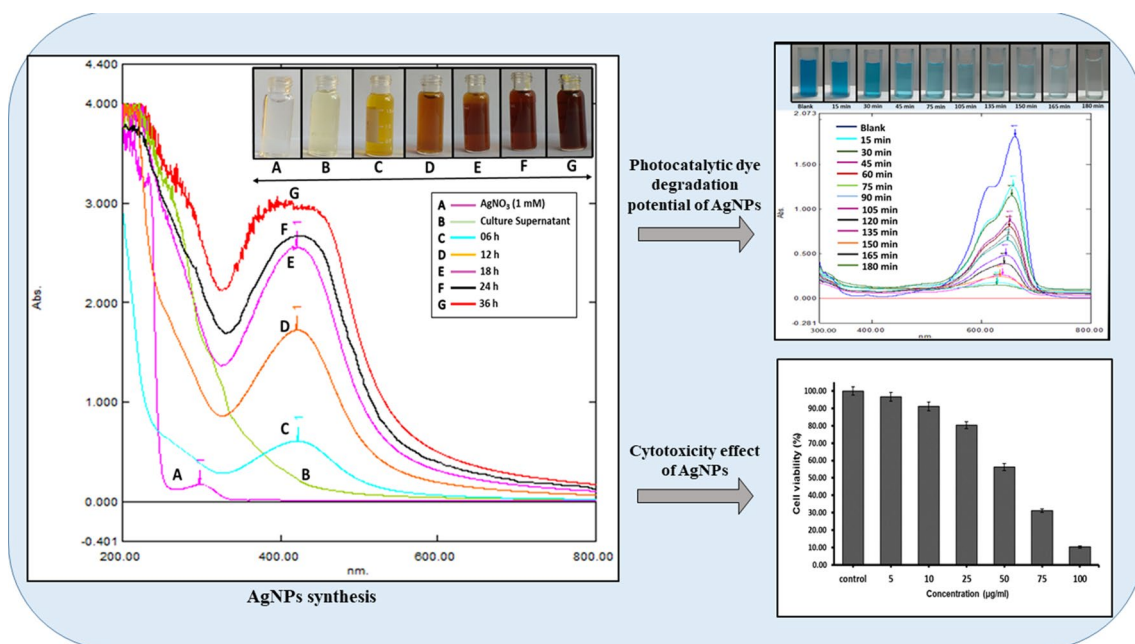 4.400
4.000
3.000
2.000
1.000
0.000
-0.401
Abs.
200.00
400.00
600.00
800.00
nm.
A
B
C
D
E
F
G
G
F
E
D
C
B
A
A AgNO₃ (1 mM)
B Culture Supernatant
C 06 h
D 12 h
E 18 h
F 24 h
G 36 h
AgNPs synthesis
Photocatalytic dye
degradation
potential of AgNPs
Cytotoxicity effect
of AgNPs
Blank
15 min
30 min
45 min
75 min
105 min
135 min
150 min
165 min
180 min
2.073
2.000
1.500
1.000
0.500
0.000
-0.281
Abs.
300.00
400.00
600.00
800.00
nm.
Blank
15 min
30 min
45 min
60 min
75 min
90 min
105 min
120 min
135 min
150 min
165 min
180 min
100.00
90.00
80.00
70.00
60.00
50.00
40.00
30.00
20.00
10.00
0.00
Cell viability (%)
control
5
10
25
50
75
100
Concentration (µg/ml)